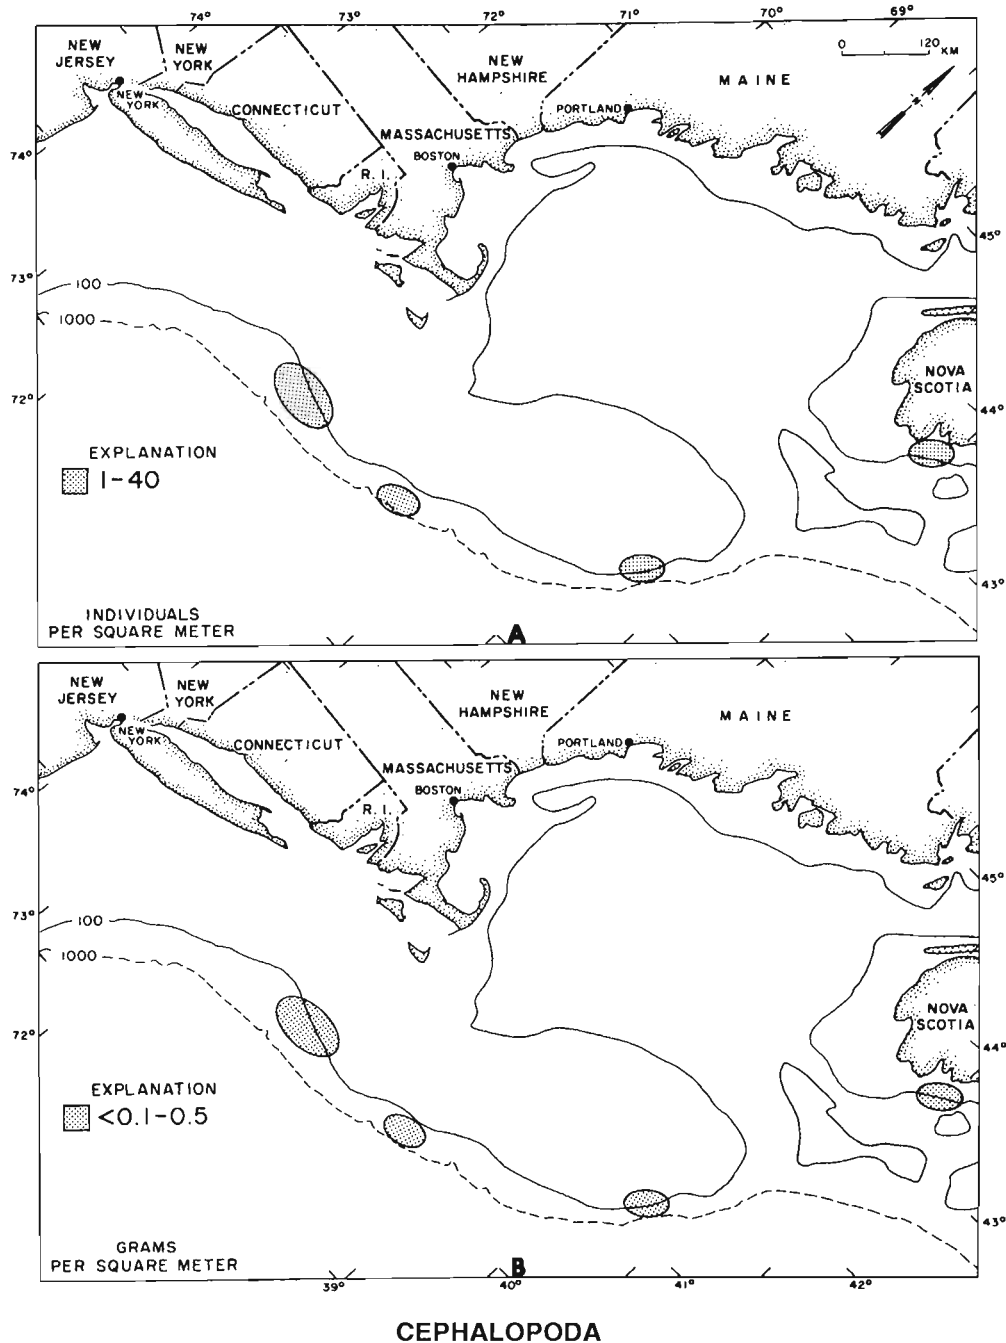 74°
73°
72°
71°
70°
69°
NEW
JERSEY
NEW
YORK
NEW
YORK
CONNECTICUT
NEW
HAMPSHIRE
MAINE
0 120 KM
PORTLAND
MASSACHUSETTS
BOSTON
R. I.
74°
45°
73°
100
1000
NOVA
SCOTIA
72°
44°
EXPLANATION
1-40
43°
INDIVIDUALS
PER SQUARE METER
A
NEW
JERSEY
NEW
YORK
NEW
YORK
CONNECTICUT
NEW
HAMPSHIRE
MAINE
PORTLAND
MASSACHUSETTS
BOSTON
R. I.
74°
45°
73°
100
1000
NOVA
SCOTIA
72°
44°
EXPLANATION
<0.1-0.5
43°
GRAMS
PER SQUARE METER
B
39°
40°
41°
42°
CEPHALOPODA